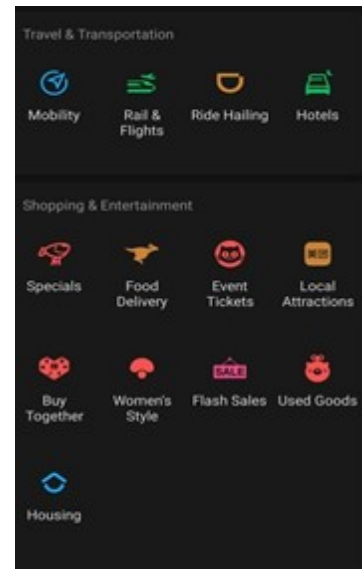 Travel & Transportation
Mobility
Rail &
Flights
Ride Hailing
Hotels
Shopping & Entertainment
Specials
Food
Delivery
Event
Tickets
Local
Attractions
Buy
Together
Women's
Style
SALE
Flash Sales
Used Goods
Housing